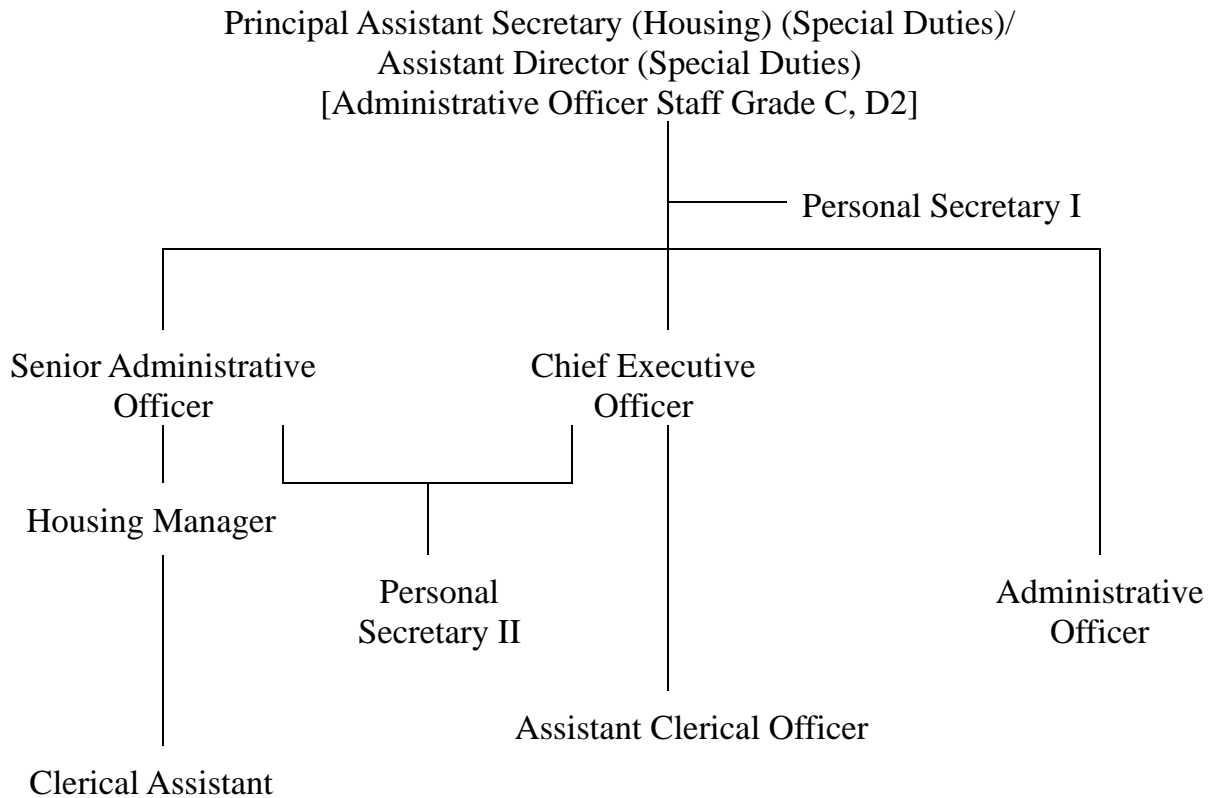 Principal Assistant Secretary (Housing) (Special Duties)/
Assistant Director (Special Duties)
[Administrative Officer Staff Grade C, D2]
Personal Secretary I
Senior Administrative
Officer
Chief Executive
Officer
Housing Manager
Personal
Secretary II
Administrative
Officer
Assistant Clerical Officer
Clerical Assistant